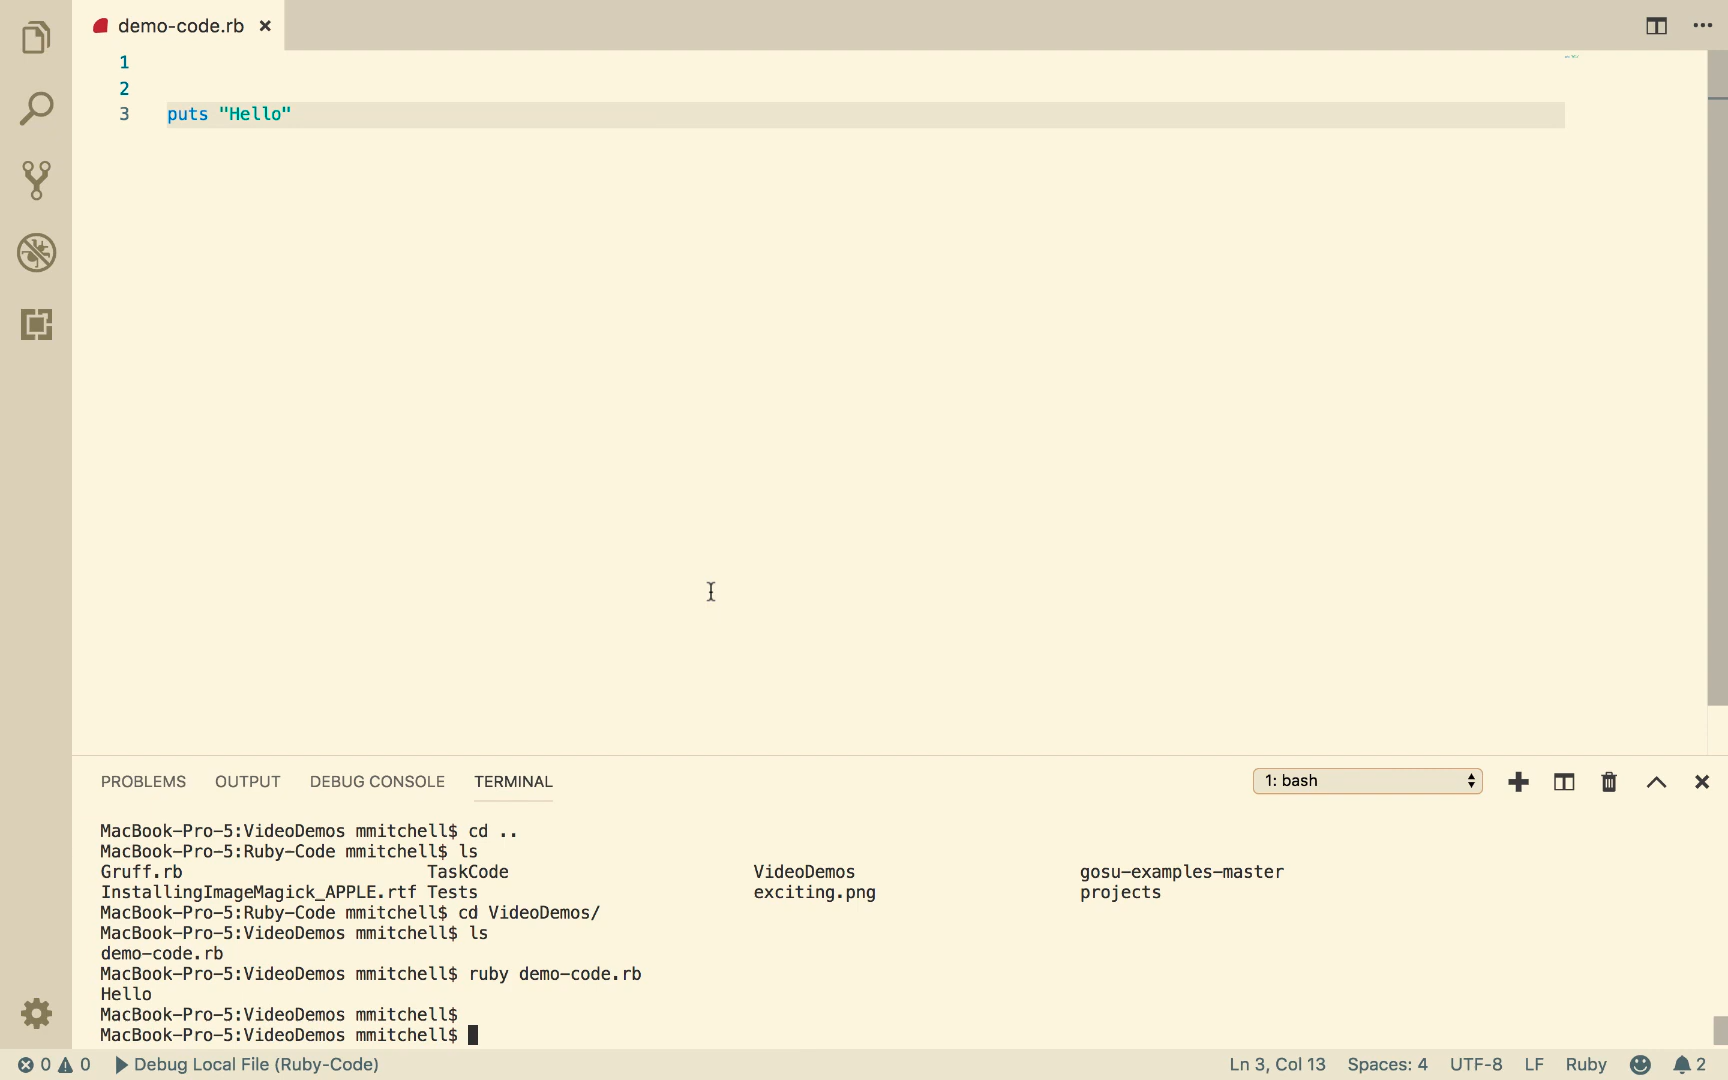 demo-code.rb
1
2
3 puts "Hello"
PROBLEMS OUTPUT DEBUG CONSOLE TERMINAL 1: bash
MacBook-Pro-5:VideoDemos mmitchell$ cd ..
MacBook-Pro-5:Ruby-Code mmitchell$ ls
Gruff.rb TaskCode VideoDemos gosu-examples-master
InstallingImageMagick_APPLE.rtf Tests exciting.png projects
MacBook-Pro-5:Ruby-Code mmitchell$ cd VideoDemos/
MacBook-Pro-5:VideoDemos mmitchell$ ls
demo-code.rb
MacBook-Pro-5:VideoDemos mmitchell$ ruby demo-code.rb
Hello
MacBook-Pro-5:VideoDemos mmitchell$
MacBook-Pro-5:VideoDemos mmitchell$
0 0 Debug Local File (Ruby-Code) Ln 3, Col 13 Spaces: 4 UTF-8 LF Ruby 2